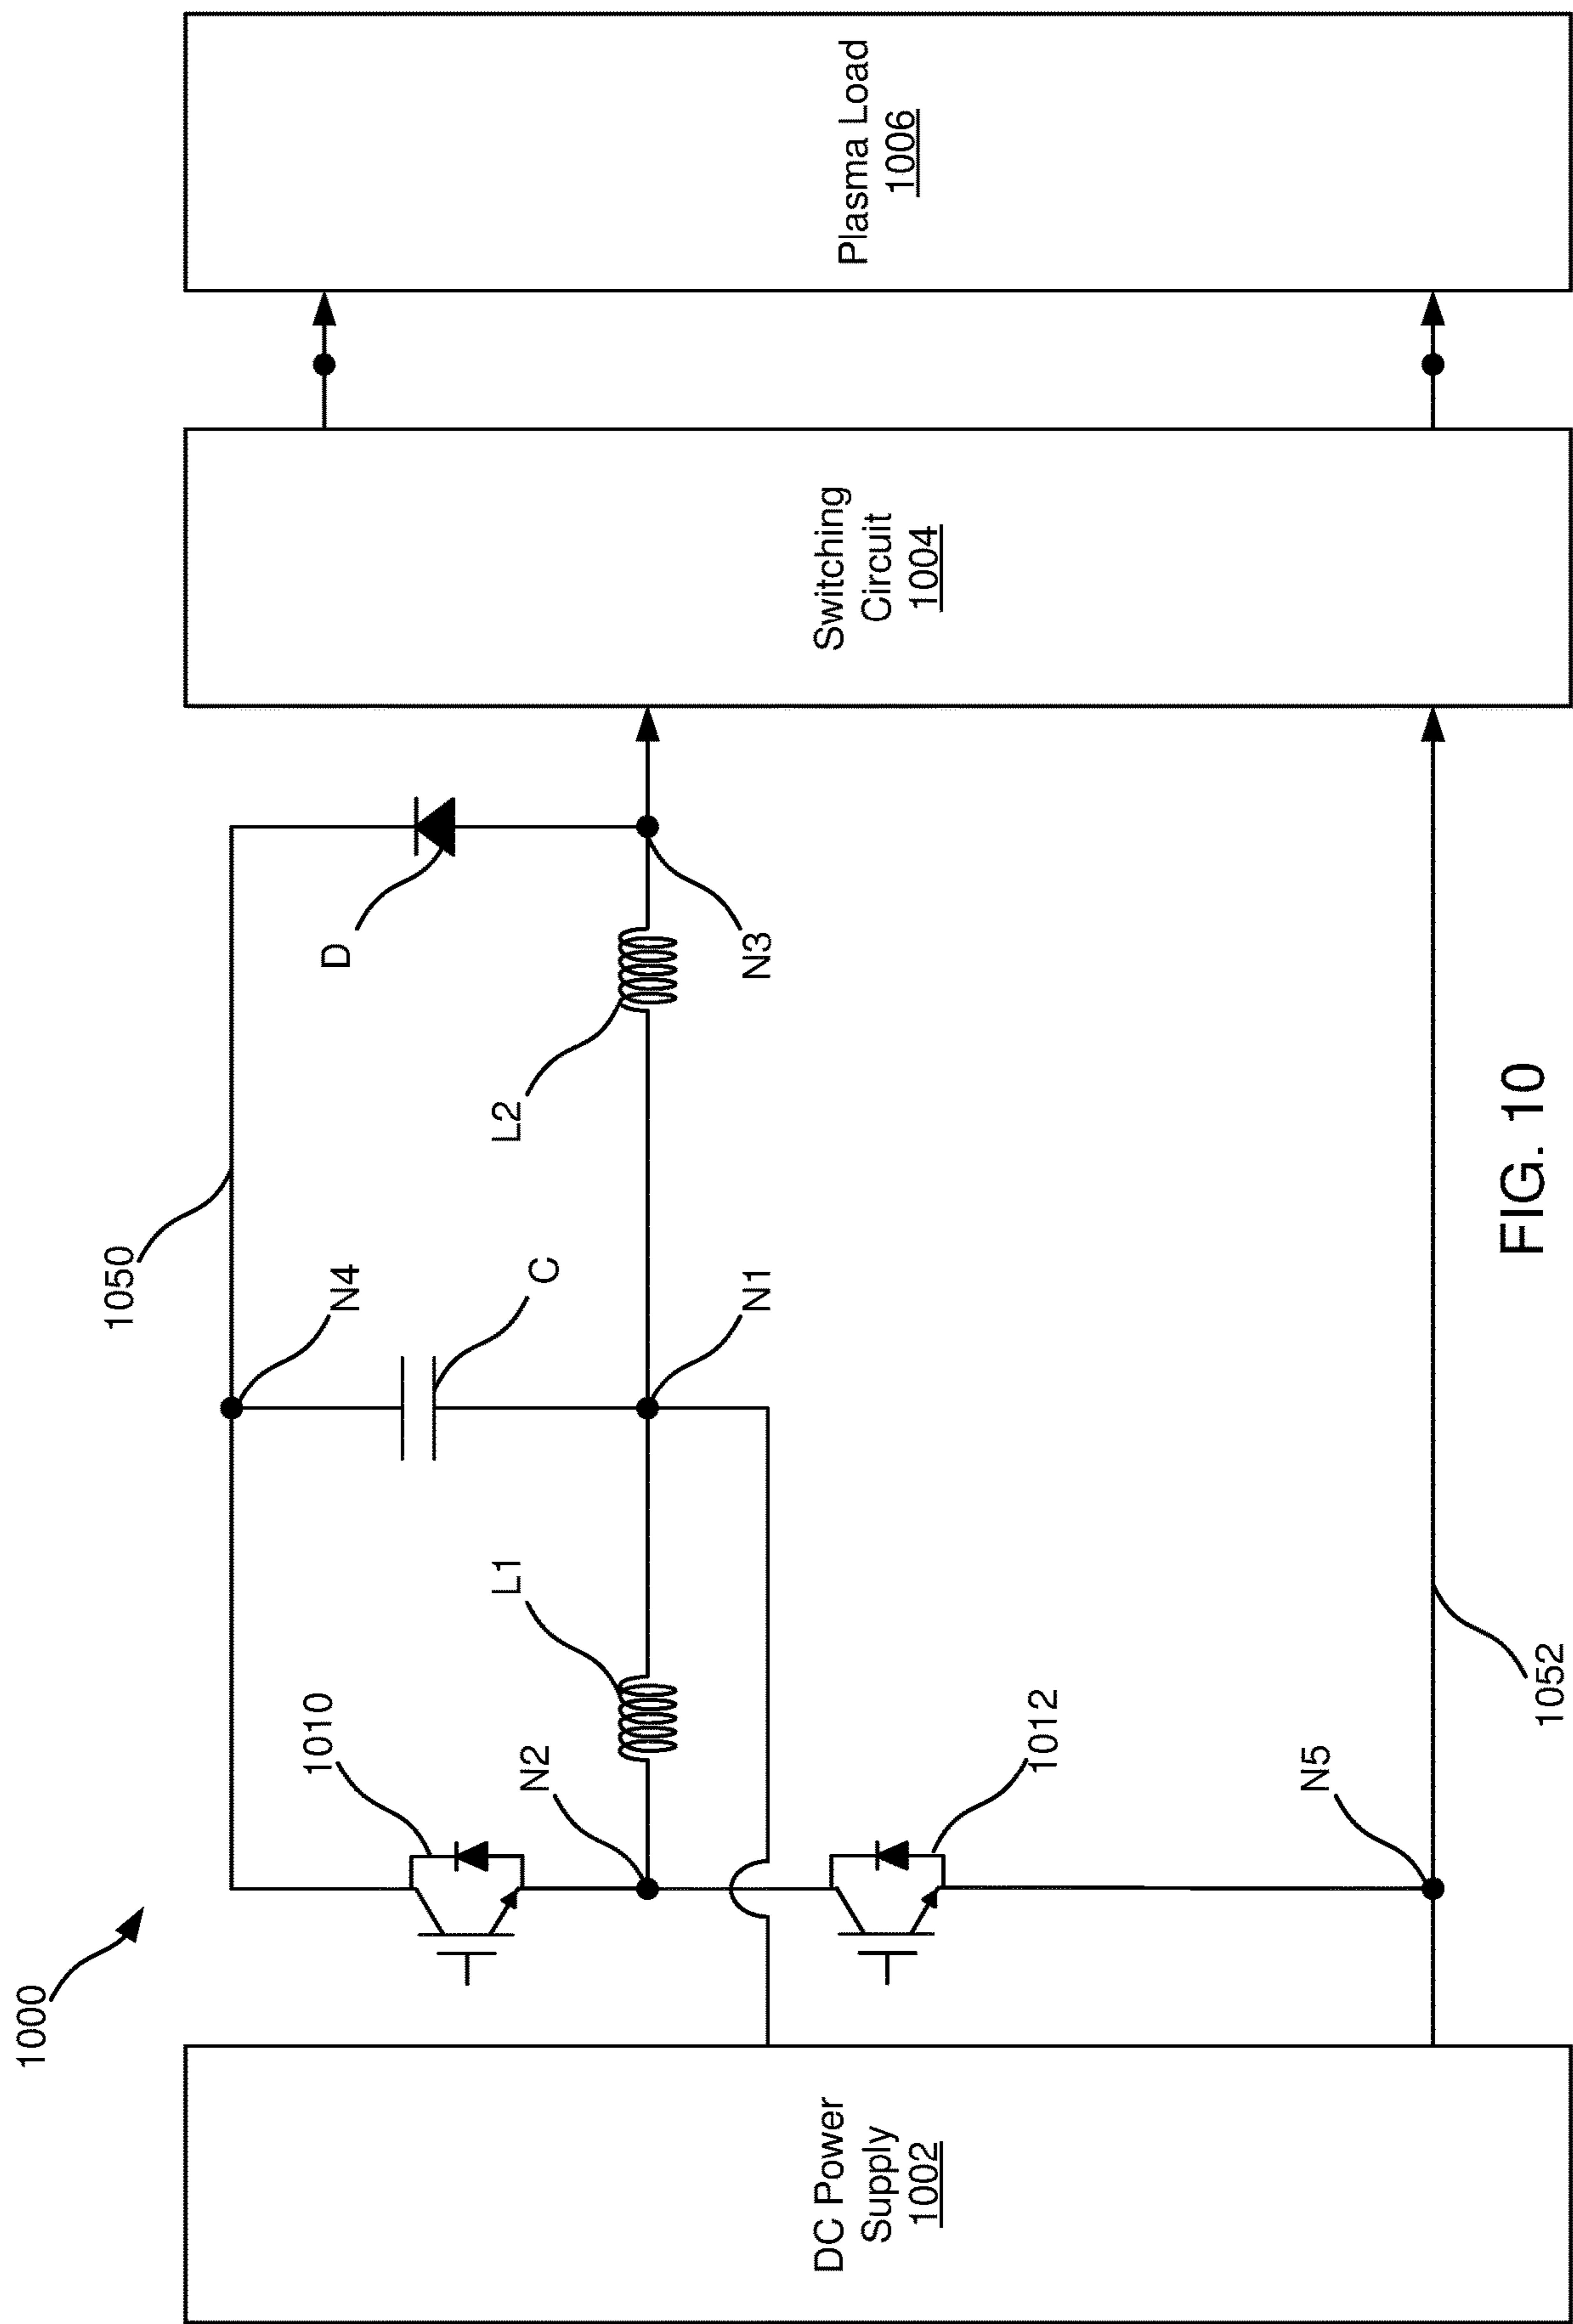 1000
DC Power
Supply
1002
1010
N2
L1
1012
N5
1052
N4
C
N1
1050
L2
D
N3
Switching
Circuit
1004
Plasma Load
1006
FIG. 10